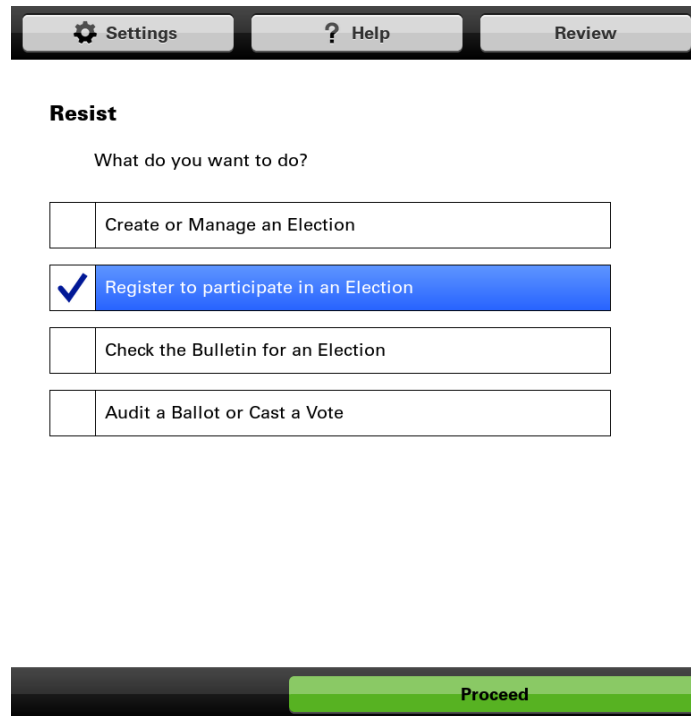 Settings
? Help
Review
Resist
What do you want to do?
Create or Manage an Election
Register to participate in an Election
Check the Bulletin for an Election
Audit a Ballot or Cast a Vote
Proceed